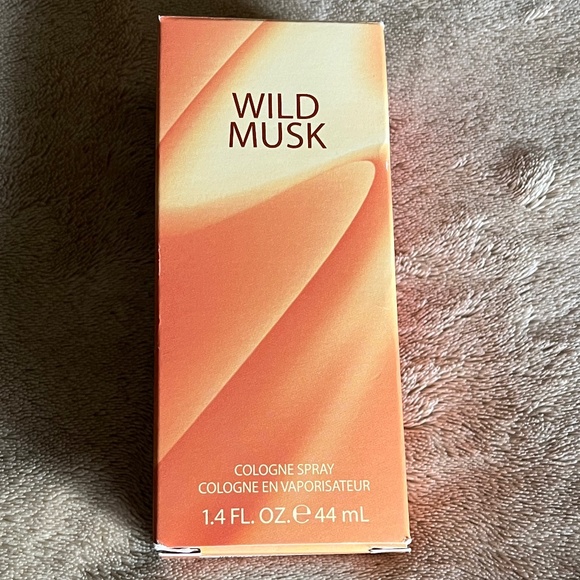 WILD
MUSK
COLOGNE SPRAY
COLOGNE EN VAPORISATEUR
1.4 FL. OZ. ℮ 44 mL